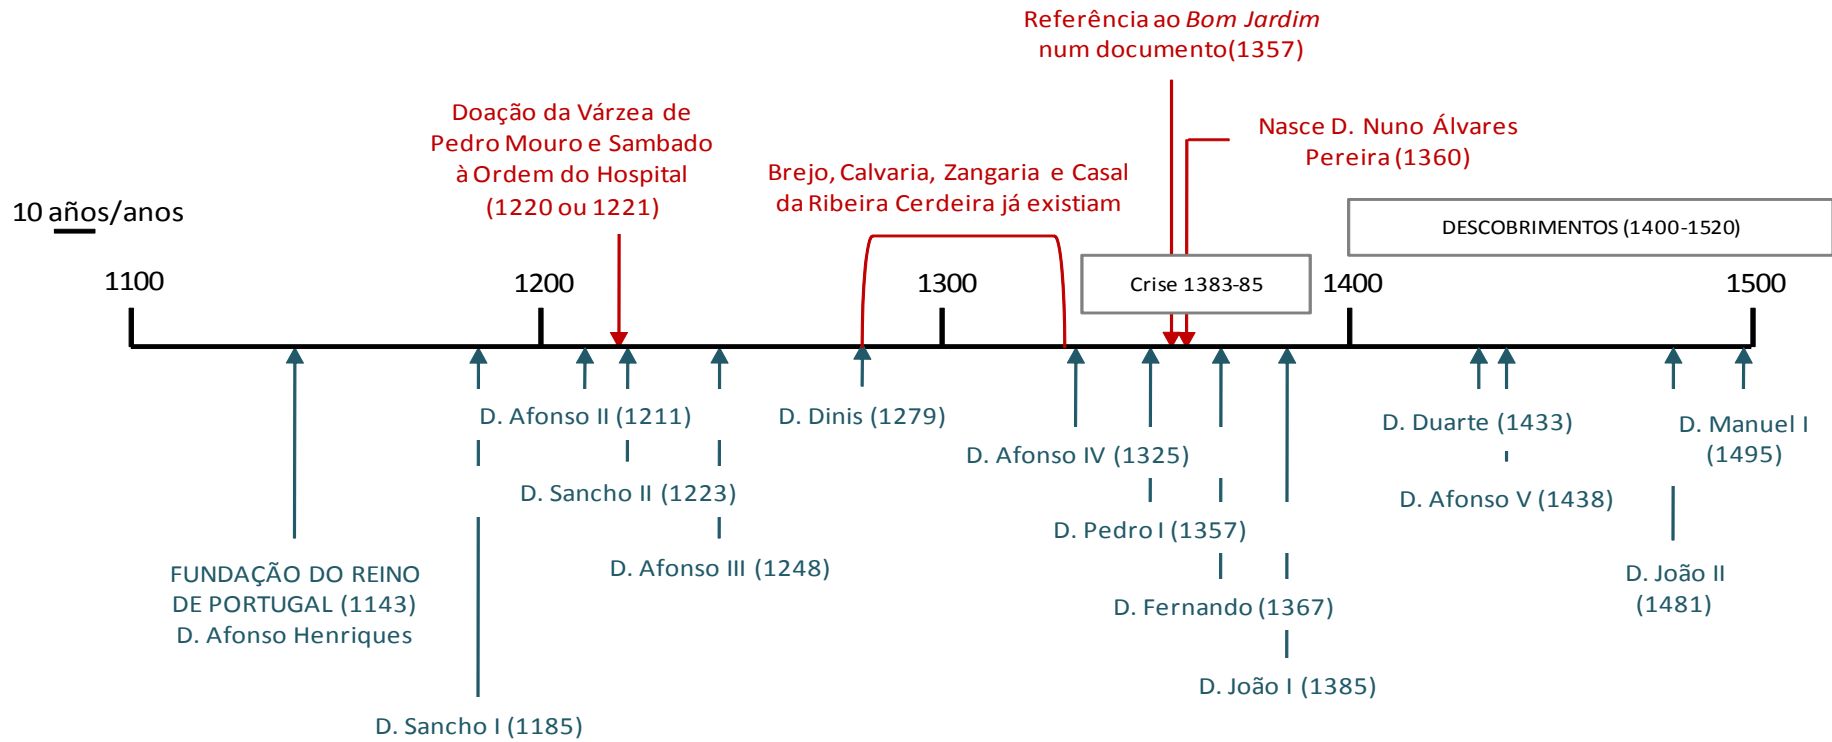 Referência ao Bom Jardim
num documento(1357)
Doação da Várzea de
Pedro Mouro e Sambado
à Ordem do Hospital
(1220 ou 1221)
Nasce D. Nuno Álvares
Pereira (1360)
Brejo, Calvaria, Zangaria e Casal
da Ribeira Cerdeira já existiam
10 años/anos
DESCOBRIMENTOS (1400-1520)
Crise 1383-85
1100
1200
1300
1400
1500
D. Afonso II (1211)
D. Dinis (1279)
D. Duarte (1433)
D. Manuel I
(1495)
D. Afonso IV (1325)
D. Sancho II (1223)
D. Afonso V (1438)
D. Pedro I (1357)
D. Afonso III (1248)
FUNDAÇÃO DO REINO
DE PORTUGAL (1143)
D. Afonso Henriques
D. João II
(1481)
D. Fernando (1367)
D. João I (1385)
D. Sancho I (1185)